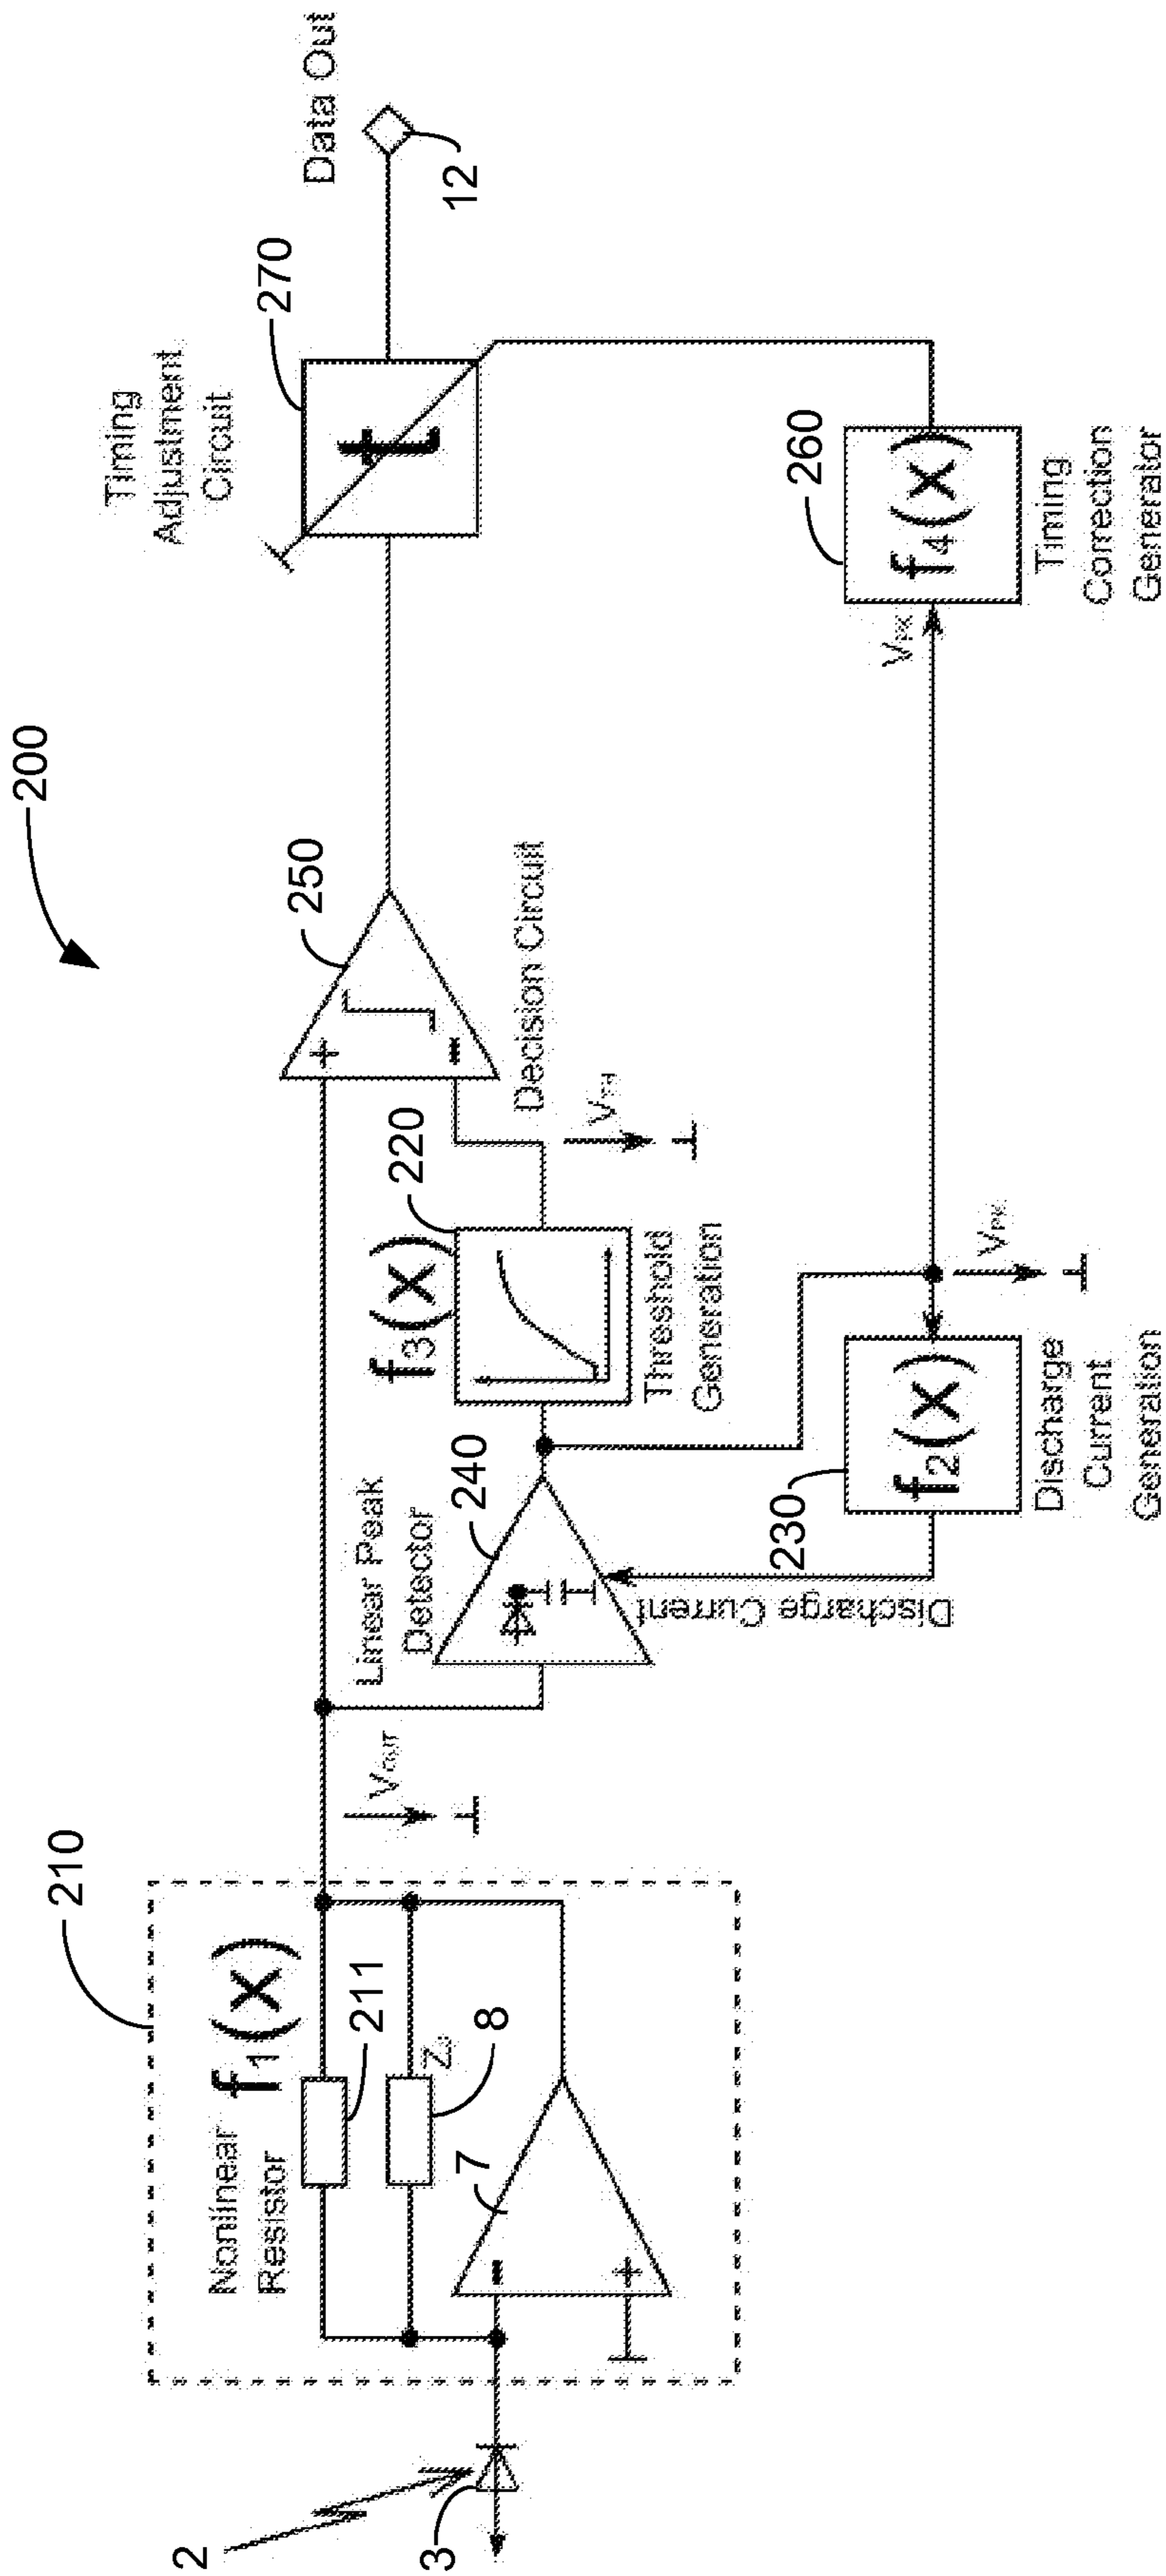 200
210
Nonlinear
Resistor
f1(x)
211
Z
8
7
2
3
VOUT
Linear Peak
Detector
240
f3(x)
220
Threshold
Generation
VTH
250
Decision Circuit
Timing
Adjustment
Circuit
270
t
Data Out
12
Discharge Current
230
f2(x)
Discharge
Current
Generation
VPK
VPK
260
f4(x)
Timing
Correction
Generator